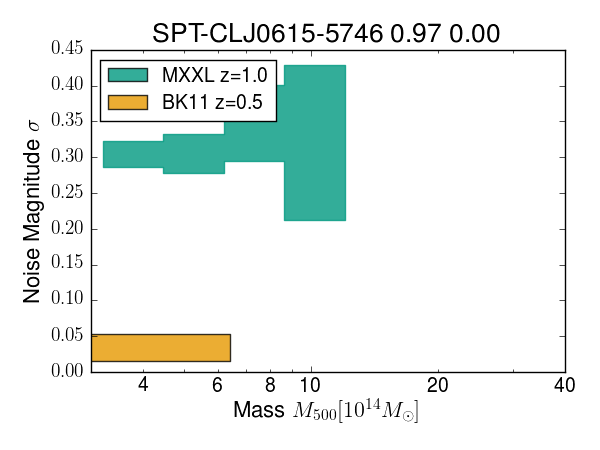 SPT-CLJ0615-5746 0.97 0.00
0.45
0.40
0.35
0.30
0.25
0.20
0.15
0.10
0.05
0.00
Noise Magnitude σ
MXXL z=1.0
BK11 z=0.5
4 6 8 10 20 40
Mass M₅₀₀[10¹⁴M☉]